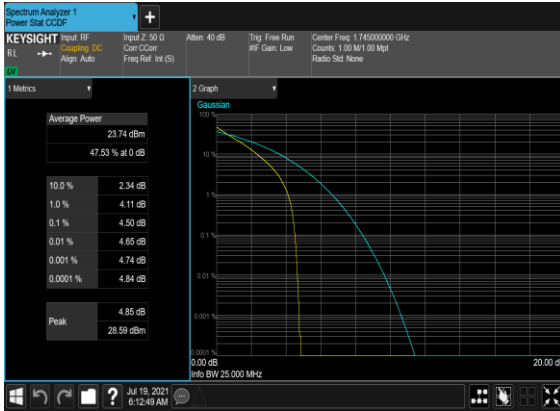 Spectrum Analyzer 1
Power Stat CCDF
KEYSIGHT
RL
Input: RF
Coupling: DC
Align: Auto
Input Z: 50 Ω
Corr CCorr
Freq Ref: Int (S)
Atten: 40 dB
Trig: Free Run
#IF Gain: Low
Center Freq: 1.745000000 GHz
Counts: 1.00 M/1.00 Mpt
Radio Std: None
1 Metrics
Average Power
23.74 dBm
47.53 % at 0 dB
10.0 % 2.34 dB
1.0 % 4.11 dB
0.1 % 4.50 dB
0.01 % 4.65 dB
0.001 % 4.74 dB
0.0001 % 4.84 dB
Peak
4.85 dB
28.59 dBm
2 Graph
Gaussian
100 %
10 %
1 %
0.1 %
0.01 %
0.001 %
0.0001 %
0.00 dB
20.00 d
Info BW 25.000 MHz
?
Jul 19, 2021
6:12:49 AM